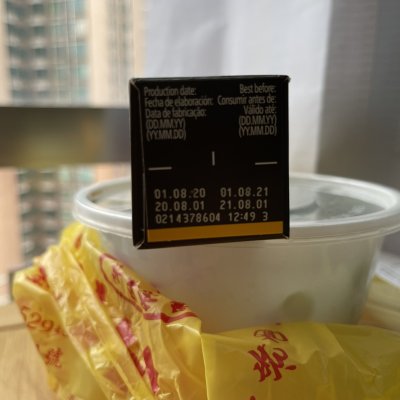 Production date: Best before:
Fecha de elaboración: Consumir antes de:
Data de fabricação: Válido até:
(DD.MM.YY) (DD.MM.YY)
(YY.MM.DD) (YY.MM.DD)
01.08.20 01.08.21
20.08.01 21.08.01
0214378604 12:49 3
529
號